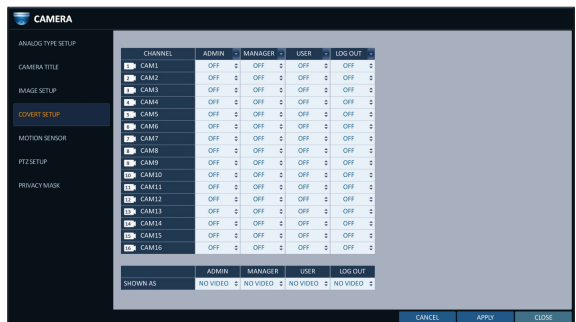 CAMERA
ANALOG TYPE SETUP
CAMERA TITLE
IMAGE SETUP
COVERT SETUP
MOTION SENSOR
PTZ SETUP
PRIVACY MASK
CHANNEL ADMIN MANAGER USER LOG OUT
1 CAM1 OFF OFF OFF OFF
2 CAM2 OFF OFF OFF OFF
3 CAM3 OFF OFF OFF OFF
4 CAM4 OFF OFF OFF OFF
5 CAM5 OFF OFF OFF OFF
6 CAM6 OFF OFF OFF OFF
7 CAM7 OFF OFF OFF OFF
8 CAM8 OFF OFF OFF OFF
9 CAM9 OFF OFF OFF OFF
10 CAM10 OFF OFF OFF OFF
11 CAM11 OFF OFF OFF OFF
12 CAM12 OFF OFF OFF OFF
13 CAM13 OFF OFF OFF OFF
14 CAM14 OFF OFF OFF OFF
15 CAM15 OFF OFF OFF OFF
16 CAM16 OFF OFF OFF OFF
ADMIN MANAGER USER LOG OUT
SHOWN AS NO VIDEO NO VIDEO NO VIDEO NO VIDEO
CANCEL APPLY CLOSE